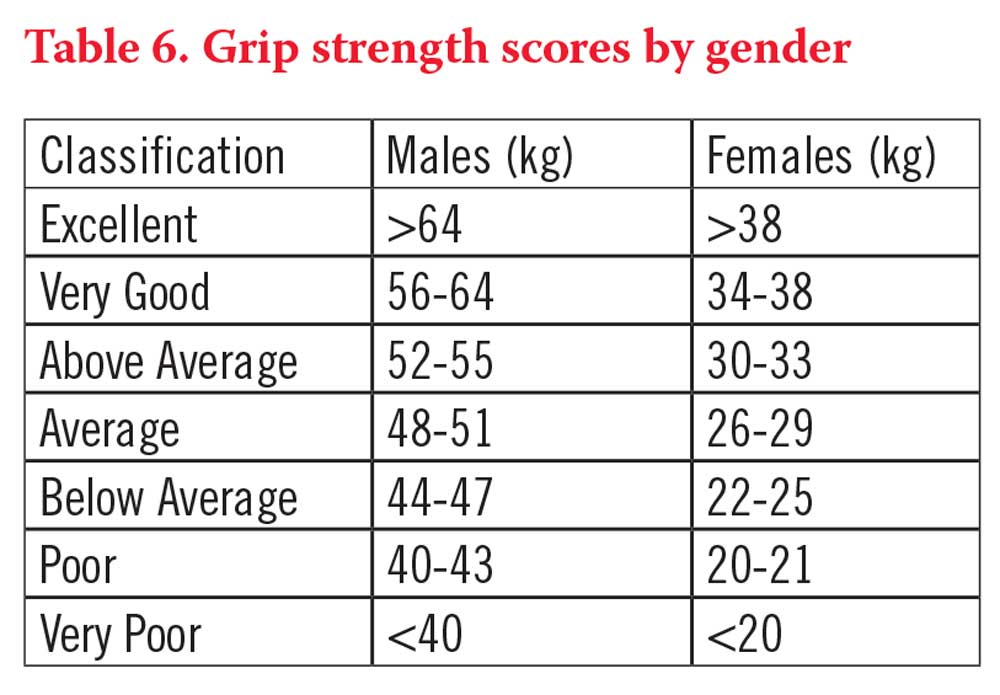 Table 6. Grip strength scores by gender
Classification Males (kg) Females (kg)
Excellent >64 >38
Very Good 56-64 34-38
Above Average 52-55 30-33
Average 48-51 26-29
Below Average 44-47 22-25
Poor 40-43 20-21
Very Poor <40 <20